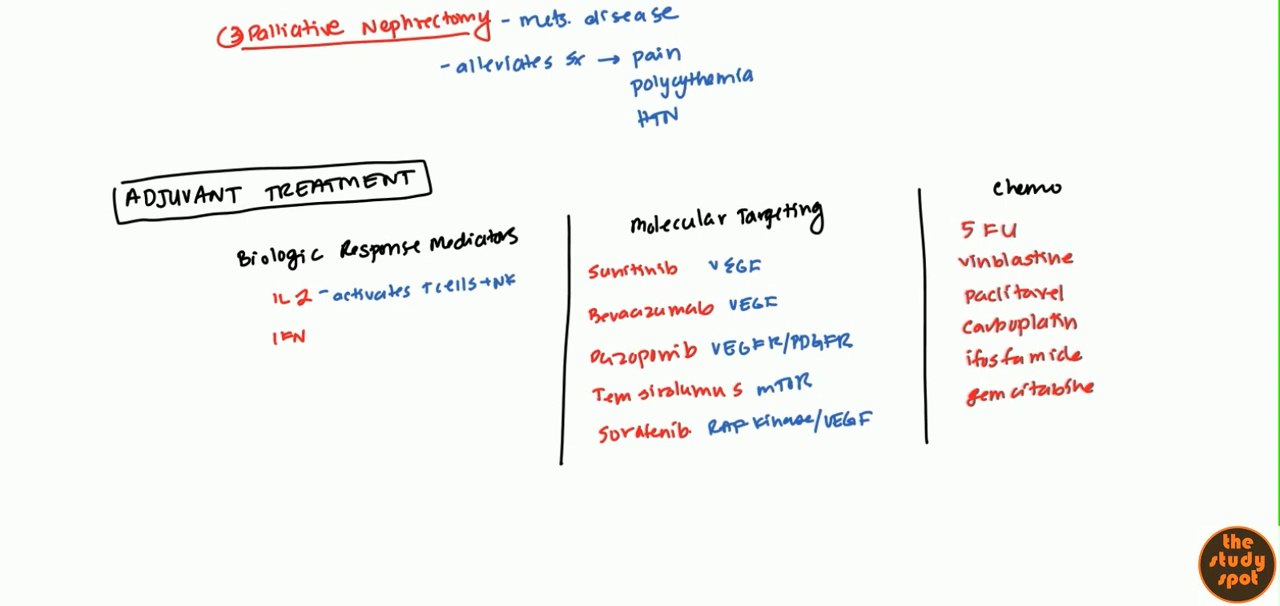 ③ Palliative Nephrectomy - mets. disease
- alleviates sx → pain
polycythemia
HTN
ADJUVANT TREATMENT
Biologic Response Mediators
IL2 - activates T cells + NK
IFN
Molecular Targeting
Sunitinib VEGF
Bevacizumab VEGF
Pazopanib VEGFR/PDGFR
Temsirolumus mTOR
Sorafenib RAF kinase/VEGF
Chemo
5 FU
vinblastine
paclitaxel
carboplatin
ifosfamide
gemcitabine
the
study
spot